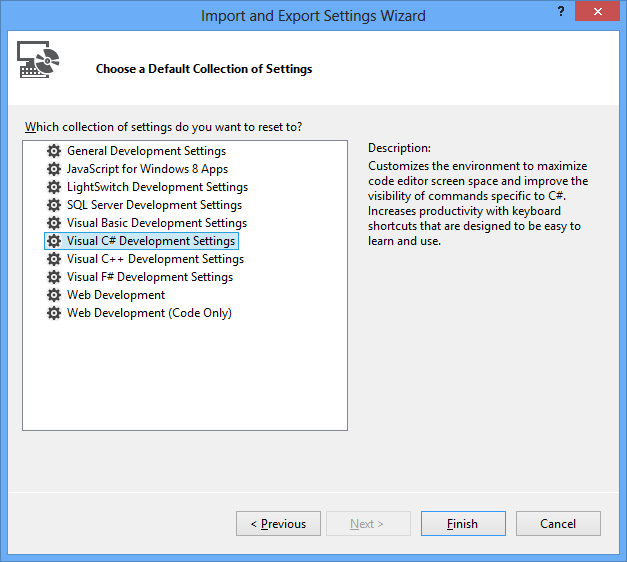 Import and Export Settings Wizard
?
Choose a Default Collection of Settings
Which collection of settings do you want to reset to?
General Development Settings
JavaScript for Windows 8 Apps
LightSwitch Development Settings
SQL Server Development Settings
Visual Basic Development Settings
Visual C# Development Settings
Visual C++ Development Settings
Visual F# Development Settings
Web Development
Web Development (Code Only)
Description:
Customizes the environment to maximize
code editor screen space and improve the
visibility of commands specific to C#.
Increases productivity with keyboard
shortcuts that are designed to be easy to
learn and use.
< Previous
Next >
Finish
Cancel